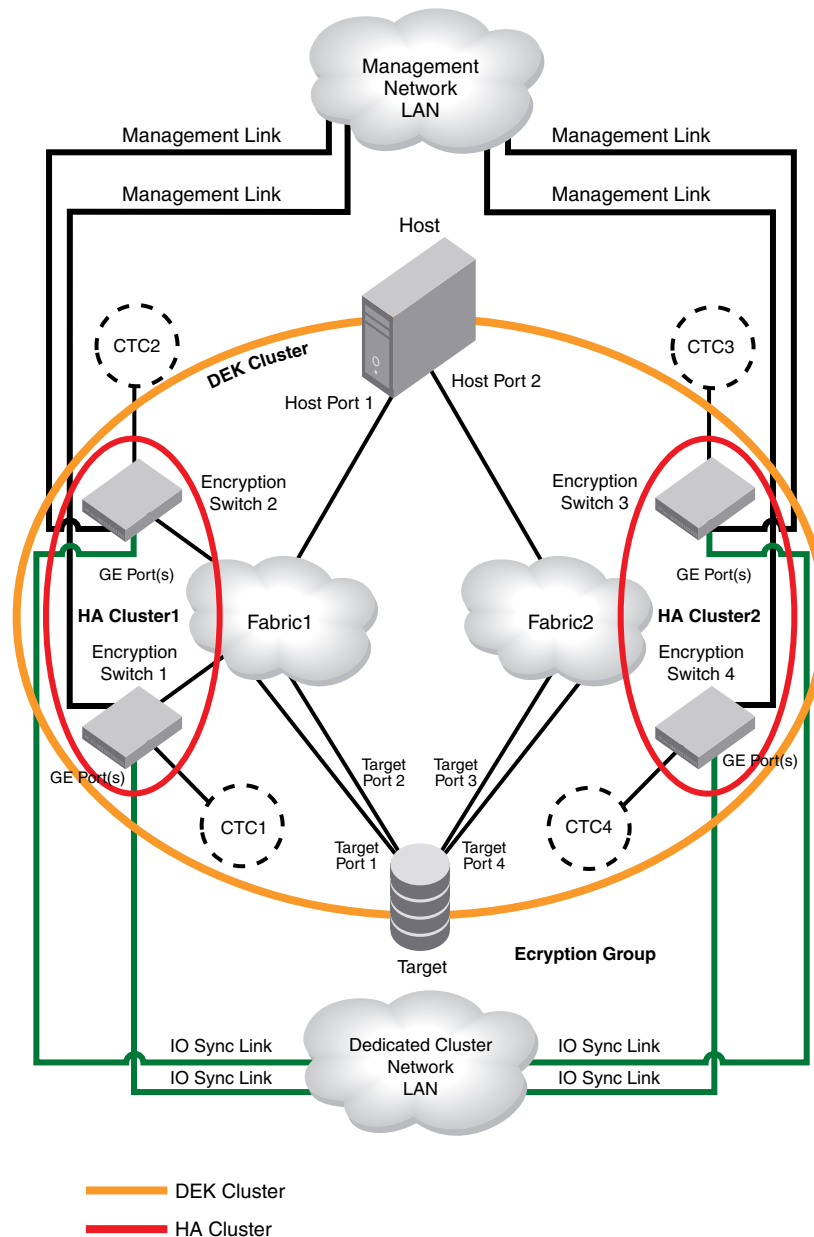 Management
Network
LAN
Management Link
Management Link
Management Link
Management Link
Host
CTC2
CTC3
DEK Cluster
Host Port 1
Host Port 2
Encryption
Switch 2
Encryption
Switch 3
GE Port(s)
GE Port(s)
HA Cluster1
Fabric1
Fabric2
HA Cluster2
Encryption
Switch 1
Encryption
Switch 4
GE Port(s)
GE Port(s)
Target
Port 2
Target
Port 3
CTC1
CTC4
Target
Port 1
Target
Port 4
Target
Ecryption Group
IO Sync Link
IO Sync Link
Dedicated Cluster
Network
LAN
IO Sync Link
IO Sync Link
DEK Cluster
HA Cluster